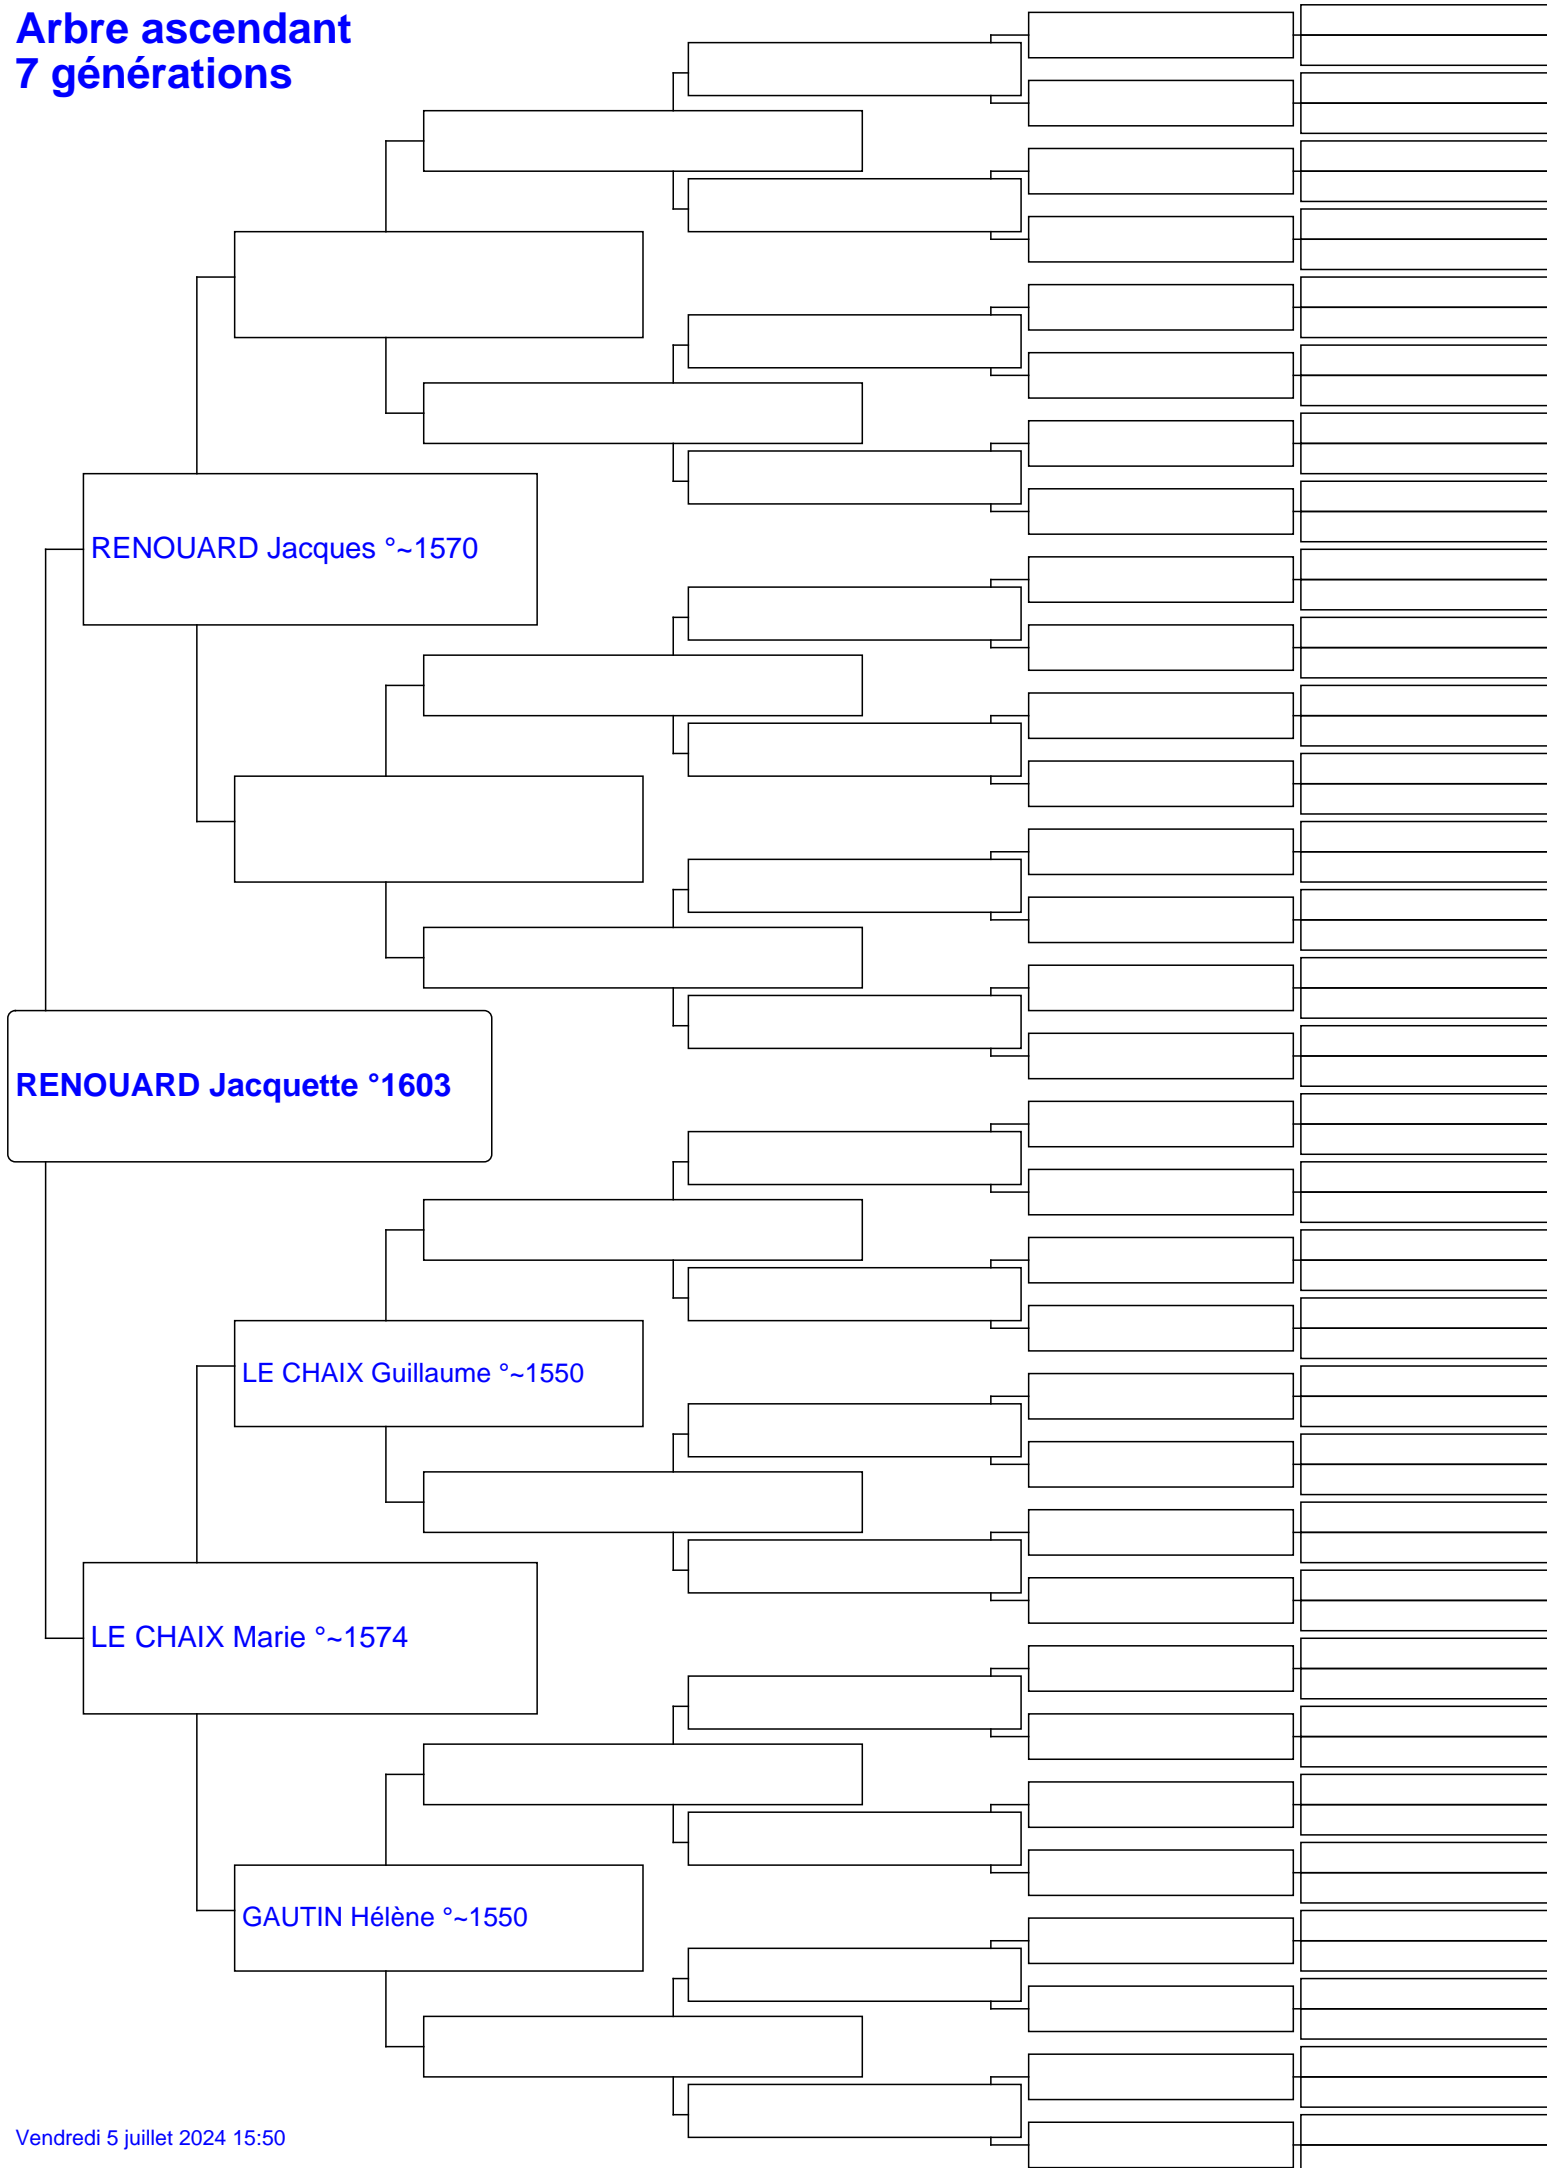 Arbre ascendant
7 générations
RENOUARD Jacques °~1570
RENOUARD Jacquette °1603
LE CHAIX Guillaume °~1550
LE CHAIX Marie °~1574
GAUTIN Hélène °~1550
Vendredi 5 juillet 2024 15:50